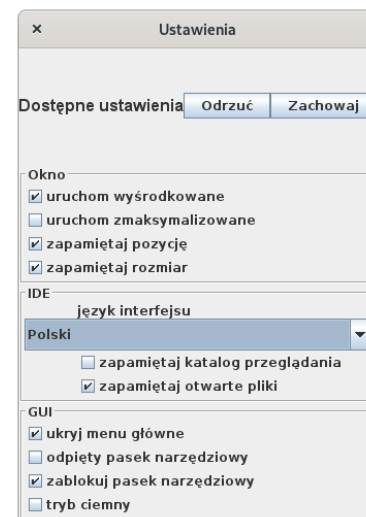 Ustawienia
Dostępne ustawienia Odrzuć Zachowaj
Okno
uruchom wyśrodkowane
uruchom zmaksymalizowane
zapamiętaj pozycję
zapamiętaj rozmiar
IDE
język interfejsu
Polski
zapamiętaj katalog przeglądania
zapamiętaj otwarte pliki
GUI
ukryj menu główne
odpięty pasek narzędziowy
zablokuj pasek narzędziowy
tryb ciemny